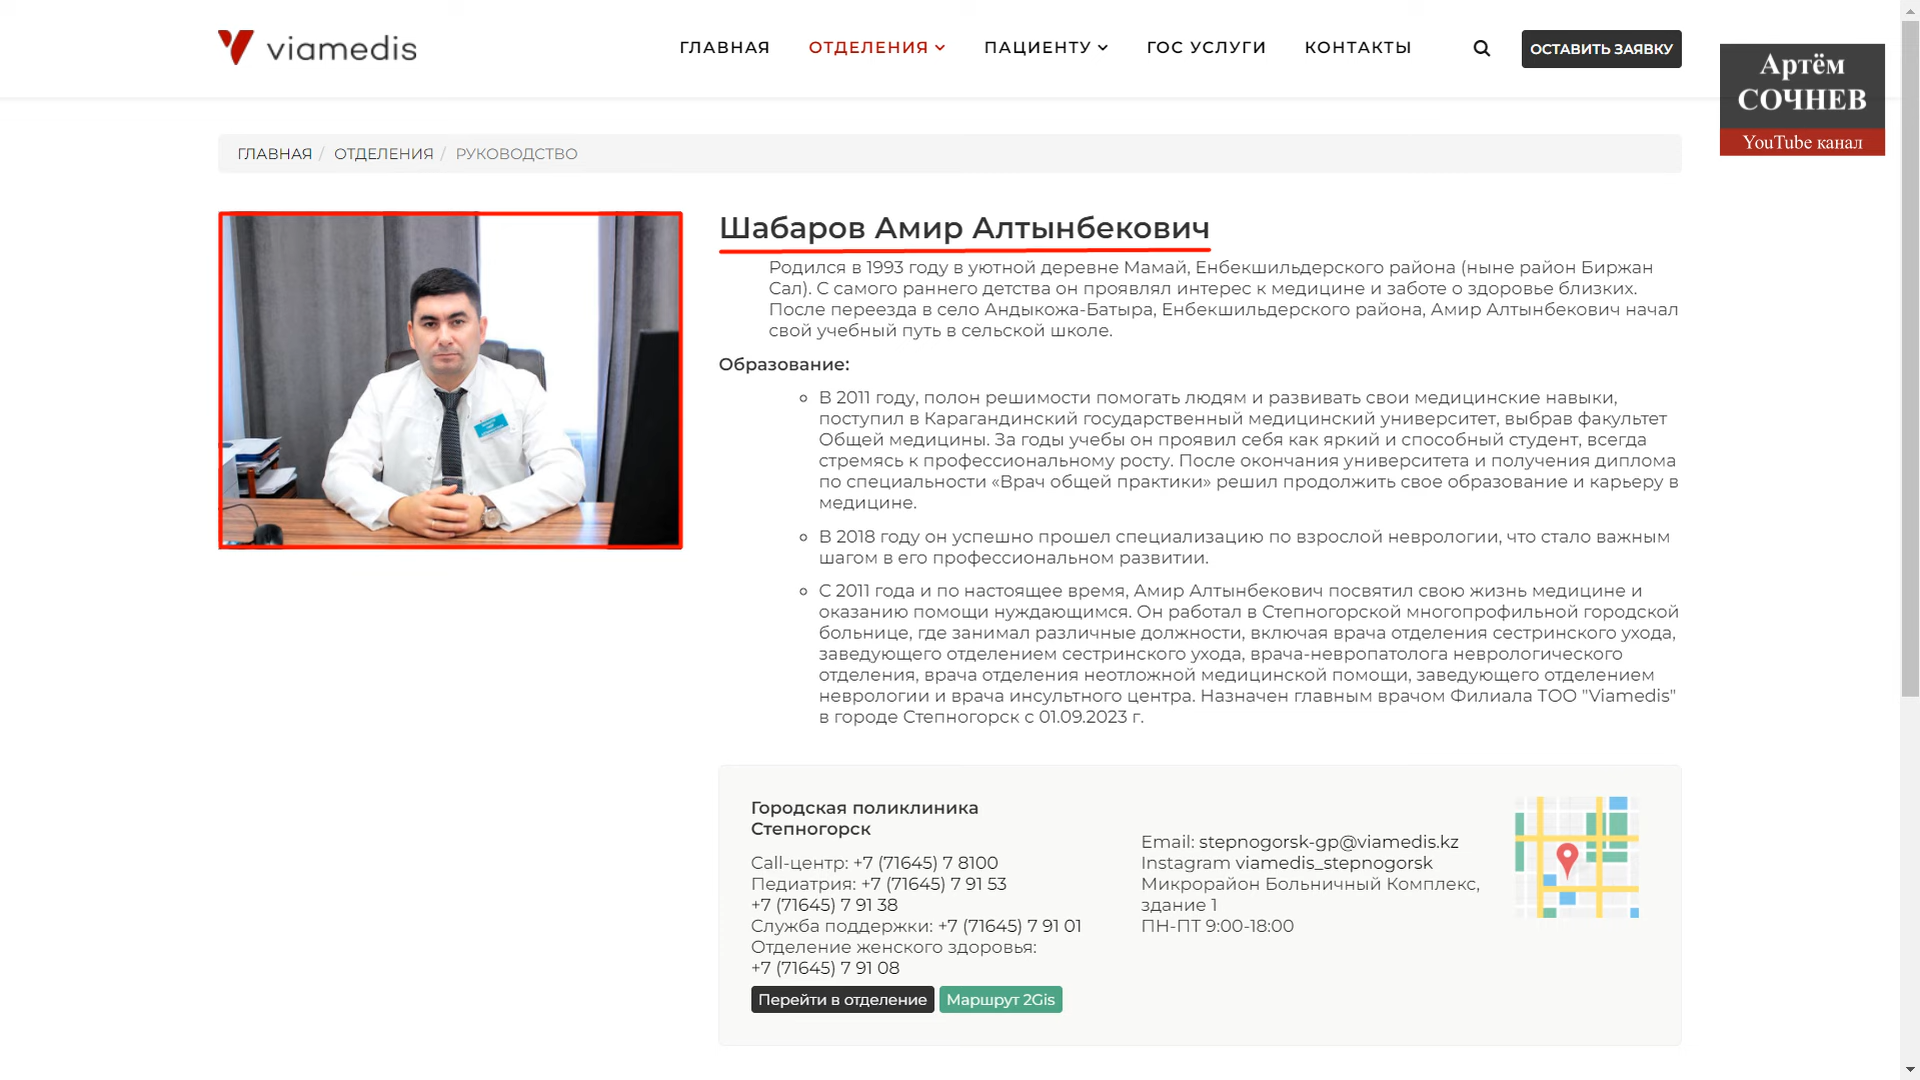 viamedis
ГЛАВНАЯ ОТДЕЛЕНИЯ ПАЦИЕНТУ ГОС УСЛУГИ КОНТАКТЫ
ОСТАВИТЬ ЗАЯВКУ
Артём
СОЧНЕВ
YouTube канал
ГЛАВНАЯ / ОТДЕЛЕНИЯ / РУКОВОДСТВО
Шабаров Амир Алтынбекович
Родился в 1993 году в уютной деревне Мамай, Енбекшильдерского района (ныне район Биржан
Сал). С самого раннего детства он проявлял интерес к медицине и заботе о здоровье близких.
После переезда в село Андыкожа-Батыра, Енбекшильдерского района, Амир Алтынбекович начал
свой учебный путь в сельской школе.
Образование:
В 2011 году, полон решимости помогать людям и развивать свои медицинские навыки,
поступил в Карагандинский государственный медицинский университет, выбрав факультет
Общей медицины. За годы учебы он проявил себя как яркий и способный студент, всегда
стремясь к профессиональному росту. После окончания университета и получения диплома
по специальности «Врач общей практики» решил продолжить свое образование и карьеру в
медицине.
В 2018 году он успешно прошел специализацию по взрослой неврологии, что стало важным
шагом в его профессиональном развитии.
С 2011 года и по настоящее время, Амир Алтынбекович посвятил свою жизнь медицине и
оказанию помощи нуждающимся. Он работал в Степногорской многопрофильной городской
больнице, где занимал различные должности, включая врача отделения сестринского ухода,
заведующего отделением сестринского ухода, врача-невропатолога неврологического
отделения, врача отделения неотложной медицинской помощи, заведующего отделением
неврологии и врача инсультного центра. Назначен главным врачом Филиала ТОО "Viamedis"
в городе Степногорск с 01.09.2023 г.
Городская поликлиника
Степногорск
Call-центр: +7 (71645) 7 8100
Педиатрия: +7 (71645) 7 91 53
+7 (71645) 7 91 38
Служба поддержки: +7 (71645) 7 91 01
Отделение женского здоровья:
+7 (71645) 7 91 08
Перейти в отделение Маршрут 2Gis
Email: stepnogorsk-gp@viamedis.kz
Instagram viamedis_stepnogorsk
Микрорайон Больничный Комплекс,
здание 1
ПН-ПТ 9:00-18:00